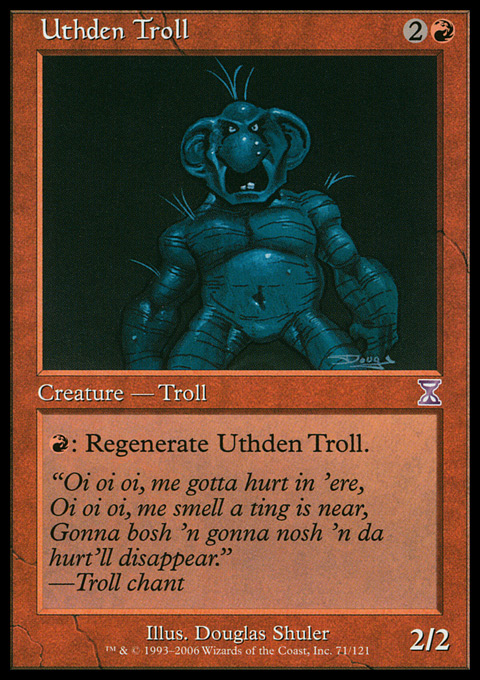 Uthden Troll 2
Doug
Creature — Troll
: Regenerate Uthden Troll.
“Oi oi oi, me gotta hurt in ’ere,
Oi oi oi, me smell a ting is near,
Gonna bosh ’n gonna nosh ’n da
hurt’ll disappear.”
—Troll chant
Illus. Douglas Shuler
™ & © 1993–2006 Wizards of the Coast, Inc. 71/121
2/2